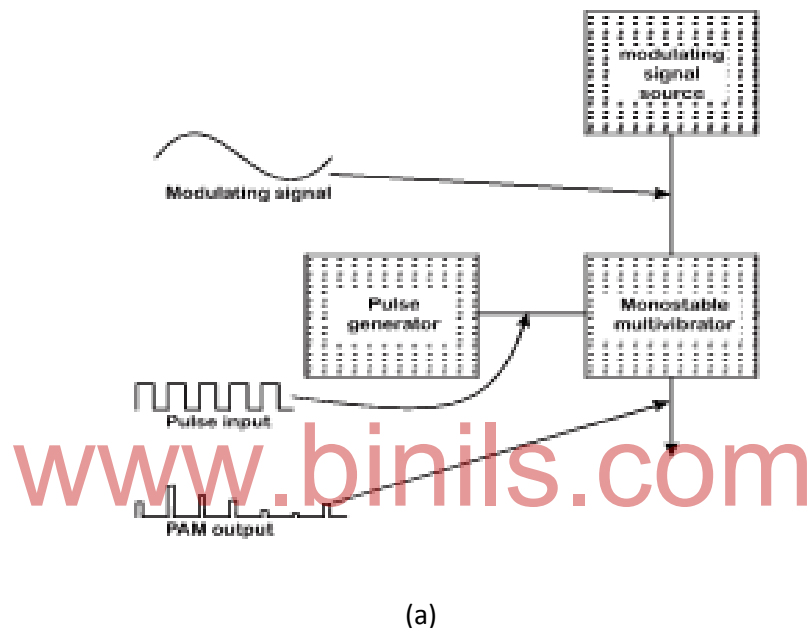 modulating
signal
source
Modulating signal
Pulse
generator
Monostable
multivibrator
Pulse input
www.binils.com
PAM output
(a)